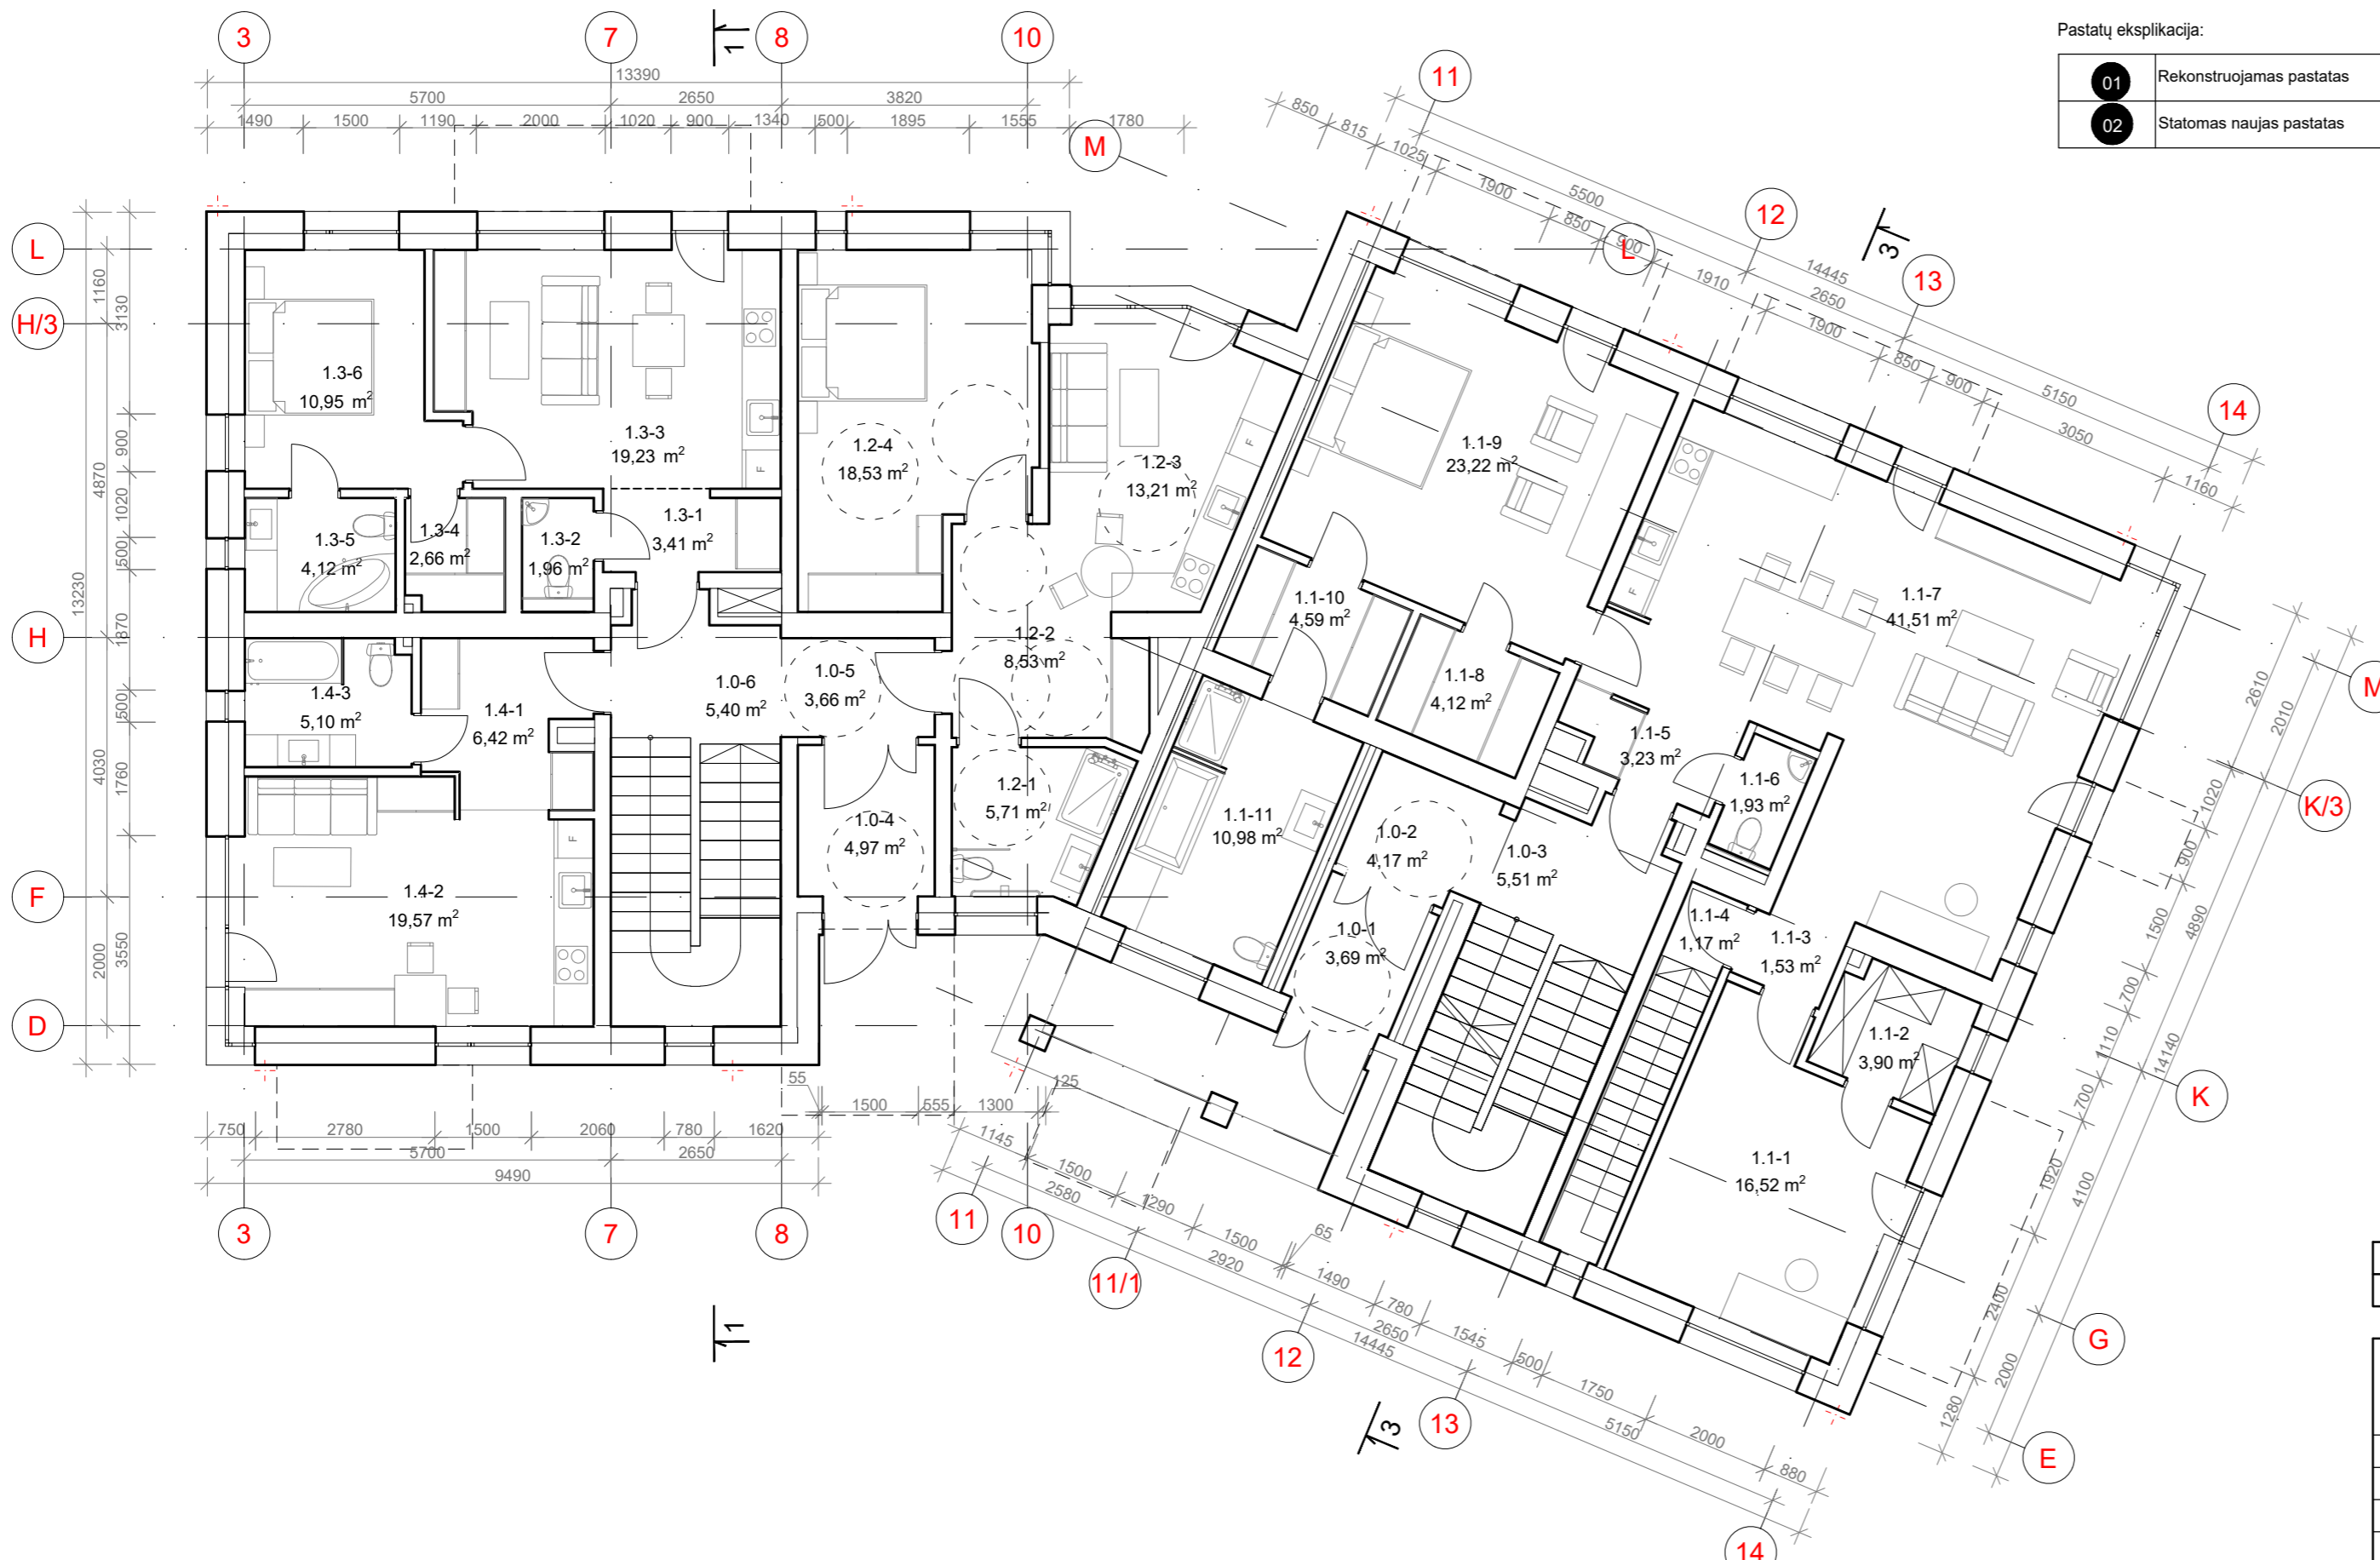 Pastatų eksplikacija:
01 Rekonstruojamas pastatas
02 Statomas naujas pastatas
3 7 1 8 10
13390
5700 2650 3820
1490 1500 1190 2000 1020 900 1340 500 1895 1555 1780
M
11
12
3
13
14
850 815 1025 1900 850 900 1910 1900 850 900 3050 1160
5500 2650 5150
14445
L
L
H/3
H
F
D
1160
3130
900
4870
1020
500
13230
1870
500
4030
1760
2000
3550
1.3-6
10,95 m²
1.3-3
19,23 m²
1.2-4
18,53 m²
1.2-3
13,21 m²
1.1-9
23,22 m²
1.3-5
4,12 m²
1.3-4
2,66 m²
1.3-2
1,96 m²
1.3-1
3,41 m²
1.1-10
4,59 m²
1.1-7
41,51 m²
1.2-2
8,53 m²
1.1-8
4,12 m²
1.4-3
5,10 m²
1.4-1
6,42 m²
1.0-6
5,40 m²
1.0-5
3,66 m²
1.1-5
3,23 m²
1.1-6
1,93 m²
1.2-1
5,71 m²
1.1-11
10,98 m²
1.0-4
4,97 m²
1.0-2
4,17 m²
1.0-3
5,51 m²
1.4-2
19,57 m²
1.0-1
3,69 m²
1.1-4
1,17 m²
1.1-3
1,53 m²
1.1-2
3,90 m²
1.1-1
16,52 m²
F
F
F
F
M
K/3
K
G
E
2610
2010
1020
900
1500
4890
700
1110
14140
700
1920
4100
2400
2000
1280
55 1500 555 1300 125
750 2780 1500 2060 780 1620
5700 2650
9490
3 7 8 11 10
11/1
12
13
14
1
3
1145 1500 1290 1500 65 1490 780 1545 500 1750 2000 880
2580 2920 2650 5150
14445